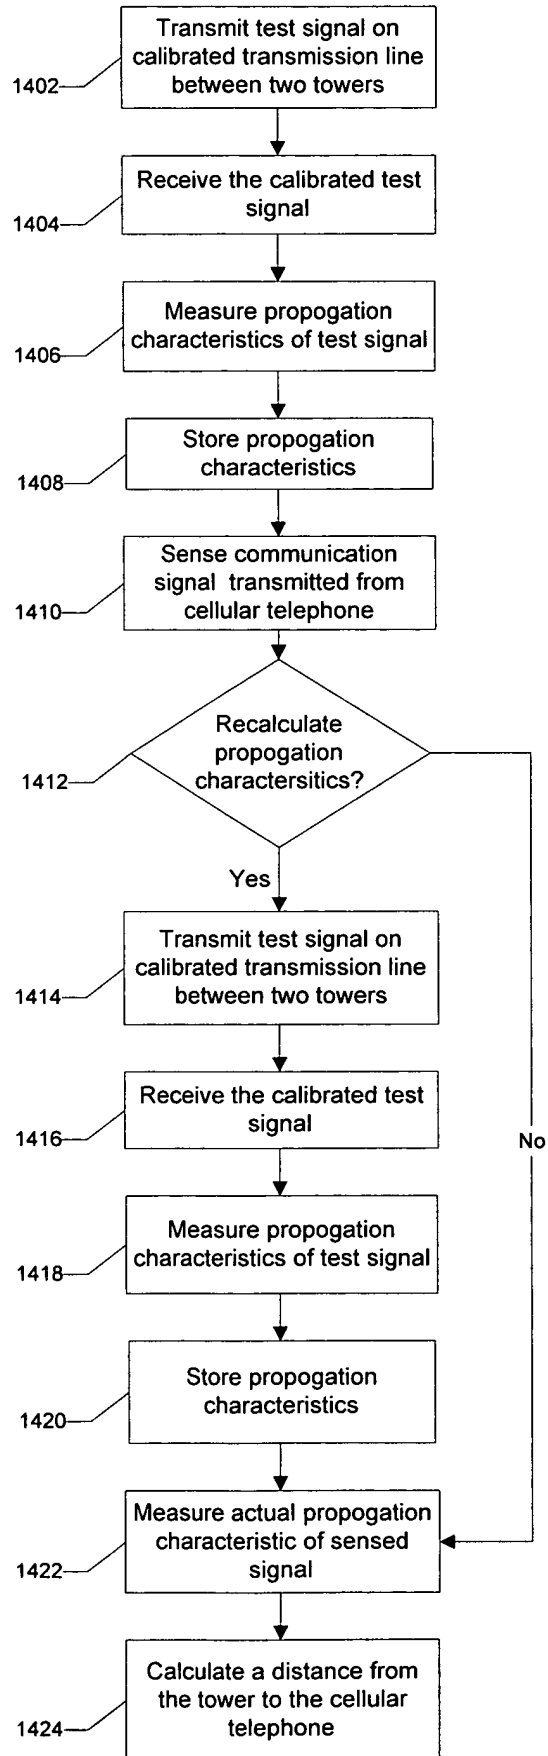 Transmit test signal on
calibrated transmission line
between two towers
1402
Receive the calibrated test
signal
1404
Measure propogation
characteristics of test signal
1406
Store propogation
characteristics
1408
Sense communication
signal transmitted from
cellular telephone
1410
Recalculate
propogation
charactersitics?
1412
Yes
Transmit test signal on
calibrated transmission line
between two towers
1414
Receive the calibrated test
signal
1416
No
Measure propogation
characteristics of test signal
1418
Store propogation
characteristics
1420
Measure actual propogation
characteristic of sensed
signal
1422
Calculate a distance from
the tower to the cellular
telephone
1424